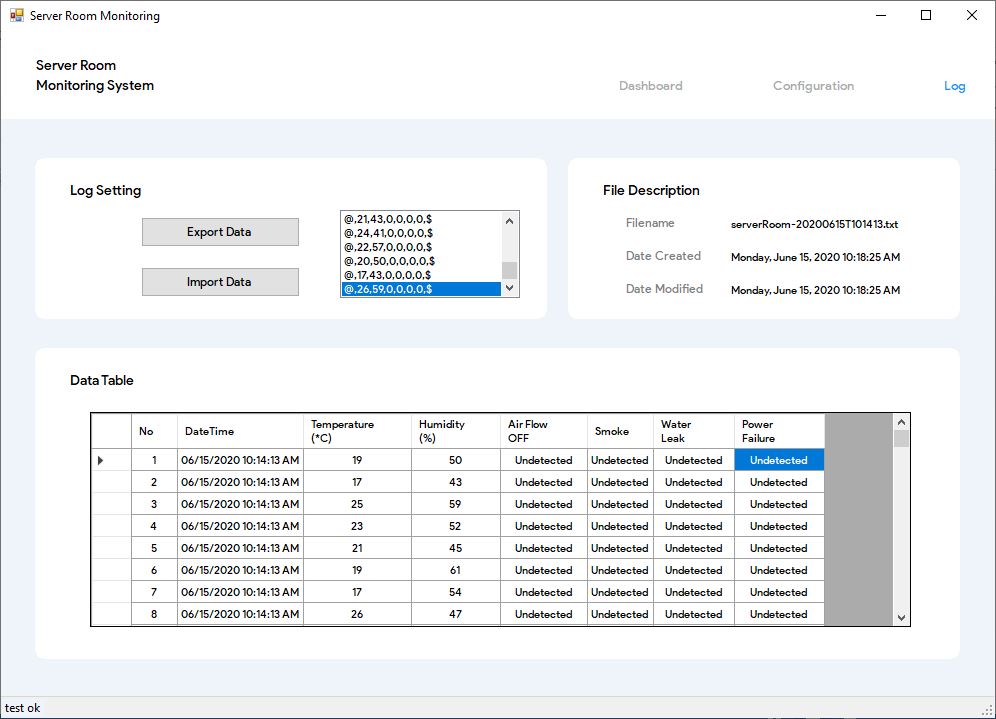 Server Room Monitoring
Server Room
Monitoring System
Dashboard
Configuration
Log
Log Setting
Export Data
Import Data
@,21,43,0,0,0,0,$
@,24,41,0,0,0,0,$
@,22,57,0,0,0,0,$
@,20,50,0,0,0,0,$
@,17,43,0,0,0,0,$
@,26,59,0,0,0,0,$
File Description
Filename serverRoom-20200615T101413.txt
Date Created Monday, June 15, 2020 10:18:25 AM
Date Modified Monday, June 15, 2020 10:18:25 AM
Data Table
No DateTime Temperature (°C) Humidity (%) Air Flow OFF Smoke Water Leak Power Failure
1 06/15/2020 10:14:13 AM 19 50 Undetected Undetected Undetected Undetected
2 06/15/2020 10:14:13 AM 17 43 Undetected Undetected Undetected Undetected
3 06/15/2020 10:14:13 AM 25 59 Undetected Undetected Undetected Undetected
4 06/15/2020 10:14:13 AM 23 52 Undetected Undetected Undetected Undetected
5 06/15/2020 10:14:13 AM 21 45 Undetected Undetected Undetected Undetected
6 06/15/2020 10:14:13 AM 19 61 Undetected Undetected Undetected Undetected
7 06/15/2020 10:14:13 AM 17 54 Undetected Undetected Undetected Undetected
8 06/15/2020 10:14:13 AM 26 47 Undetected Undetected Undetected Undetected
test ok